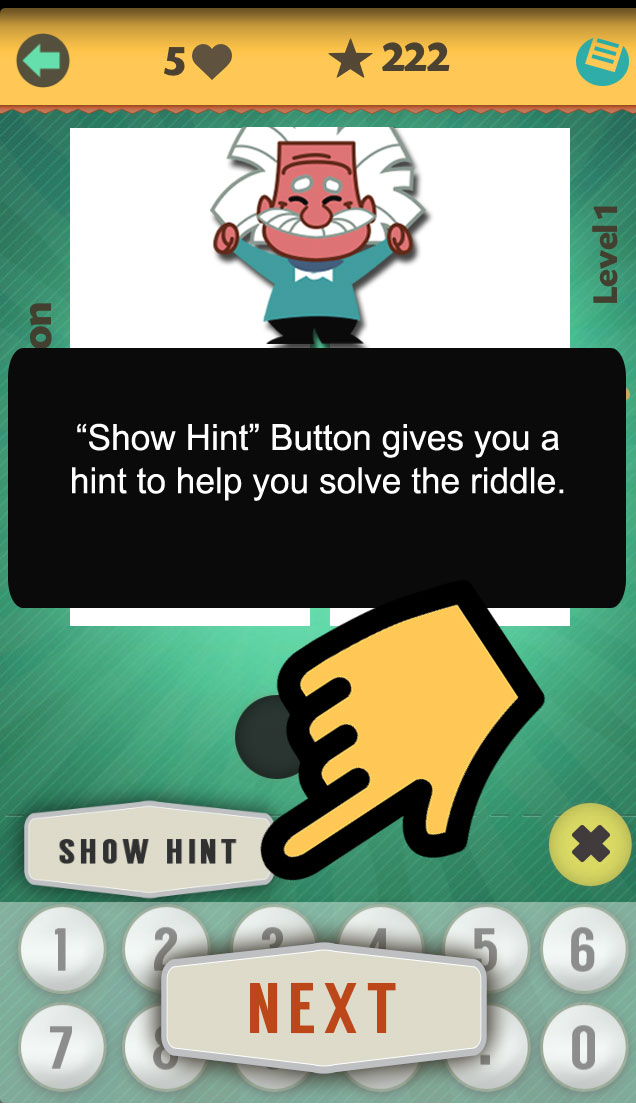 5 222
Level 1
on
“Show Hint” Button gives you a
hint to help you solve the riddle.
SHOW HINT
1 2 3 4 5 6
NEXT
7 8 . 0